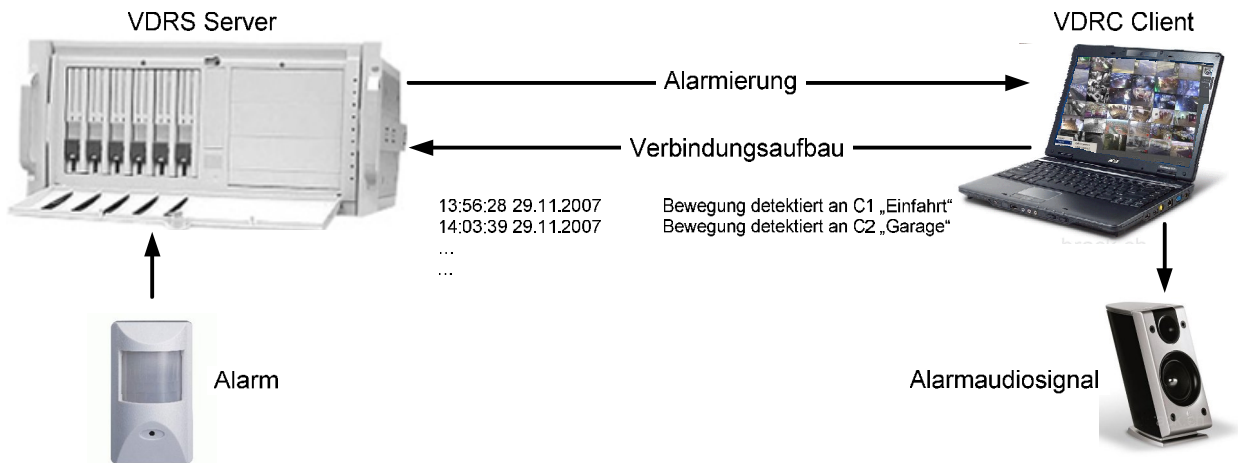 VDRS Server
VDRC Client
Alarmierung
Verbindungsaufbau
13:56:28 29.11.2007 Bewegung detektiert an C1 „Einfahrt“
14:03:39 29.11.2007 Bewegung detektiert an C2 „Garage“
...
...
Alarm
Alarmaudiosignal